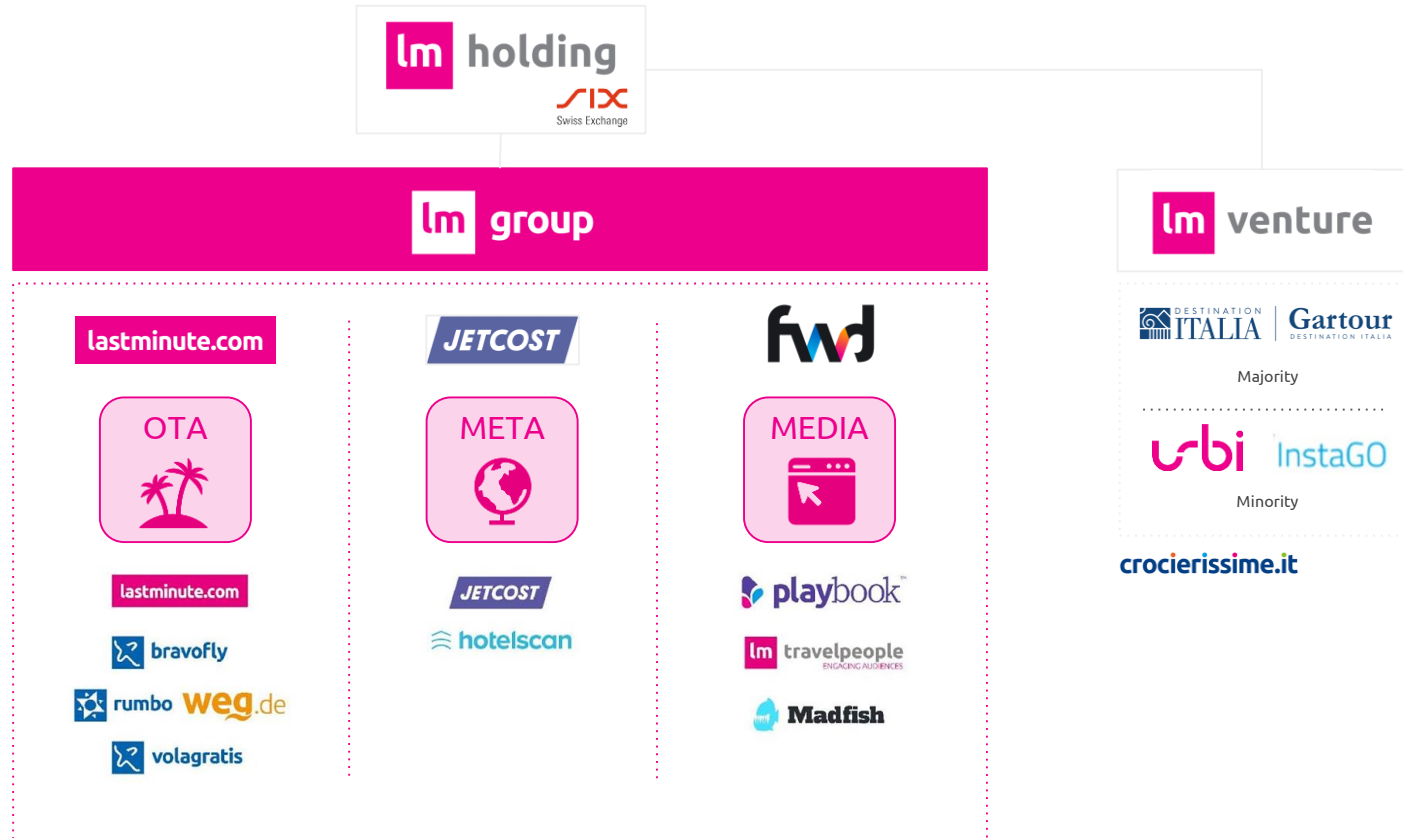 lm holding
SIX
Swiss Exchange
lm group
lm venture
lastminute.com
JETCOST
fwd
OTA
META
MEDIA
lastminute.com
bravofly
rumbo weg.de
volagratis
JETCOST
hotelscan
playbook™
lm travelpeople
ENGAGING AUDIENCES
Madfish
DESTINATION
ITALIA
Gartour
DESTINATION ITALIA
Majority
urbi InstaGO
Minority
crocierissime.it